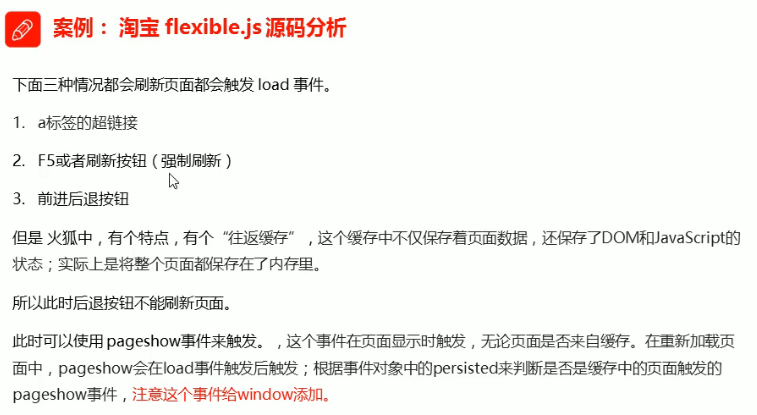 案例： 淘宝 flexible.js 源码分析
下面三种情况都会刷新页面都会触发 load 事件。
1. a标签的超链接
2. F5或者刷新按钮（强制刷新）
3. 前进后退按钮
但是 火狐中，有个特点，有个“往返缓存”，这个缓存中不仅保存着页面数据，还保存了DOM和JavaScript的
状态；实际上是将整个页面都保存在了内存里。
所以此时后退按钮不能刷新页面。
此时可以使用 pageshow事件来触发。，这个事件在页面显示时触发，无论页面是否来自缓存。在重新加载页
面中，pageshow会在load事件触发后触发；根据事件对象中的persisted来判断是否是缓存中的页面触发的
pageshow事件，注意这个事件给window添加。